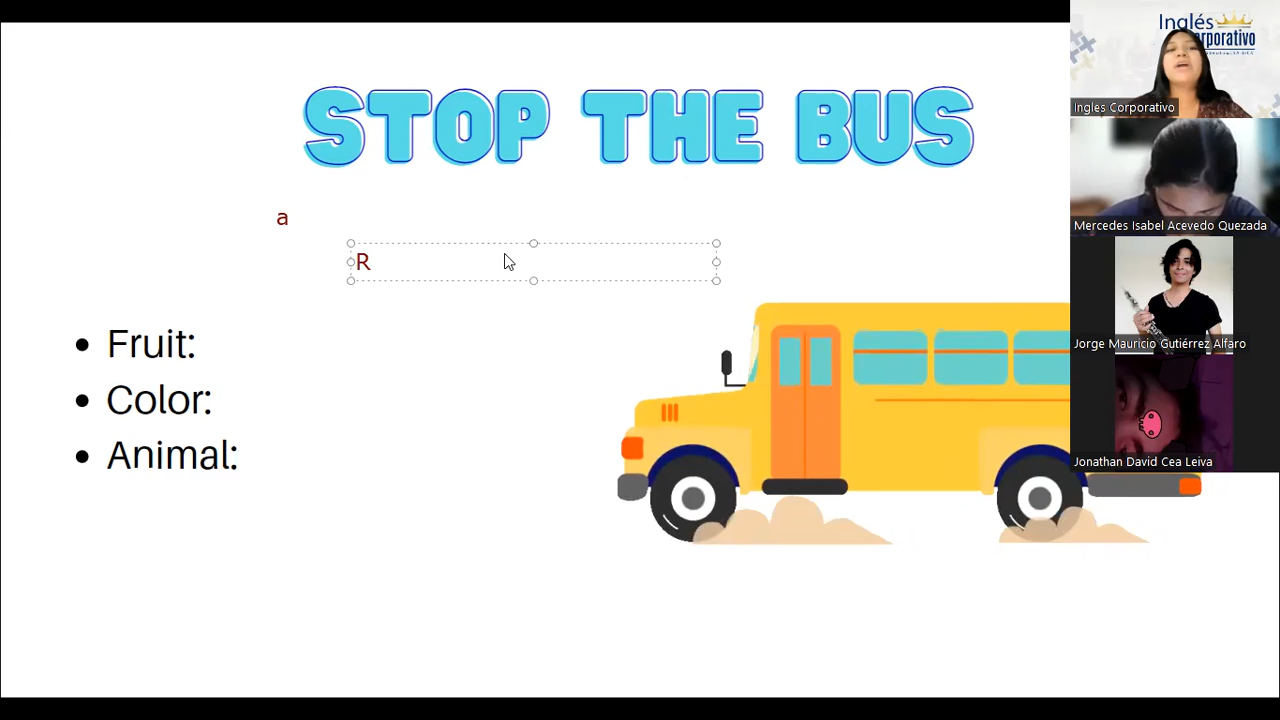 STOP THE BUS
a
R
• Fruit:
• Color:
• Animal:
Inglés
Corporativo
Ingles Corporativo
Mercedes Isabel Acevedo Quezada
Jorge Mauricio Gutiérrez Alfaro
Jonathan David Cea Leiva